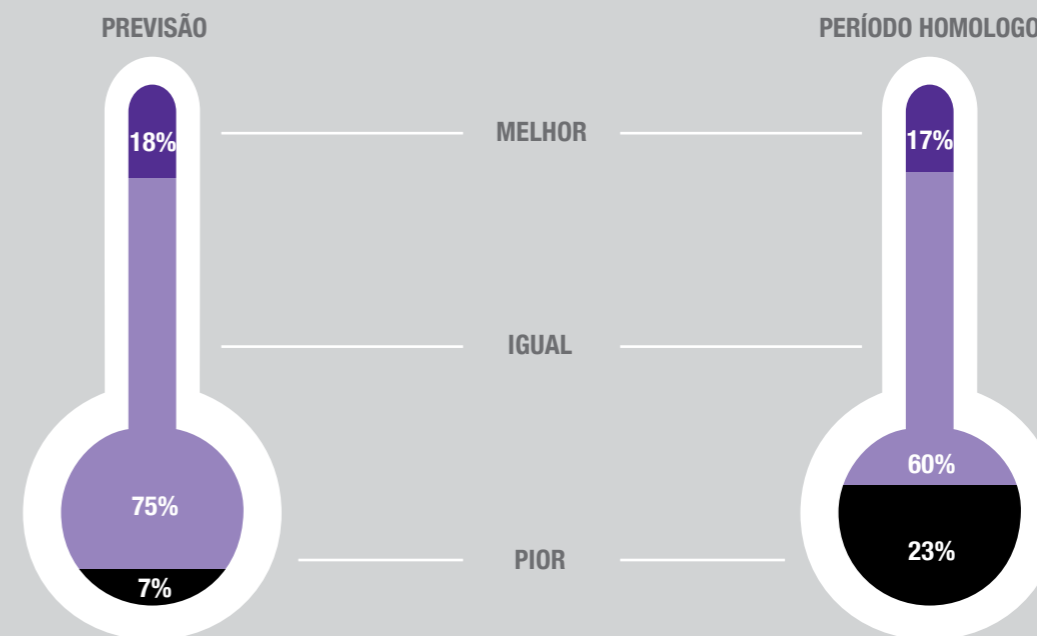 PREVISÃO
PERÍODO HOMOLOGO
18%
MELHOR
17%
IGUAL
60%
75%
23%
PIOR
7%